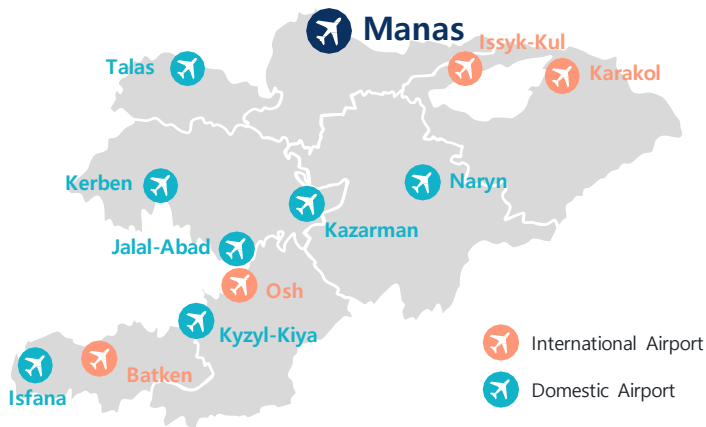 Manas
Issyk-Kul
Talas
Karakol
Kerben
Naryn
Kazarman
Jalal-Abad
Osh
Kyzyl-Kiya
International Airport
Batken
Domestic Airport
Isfana